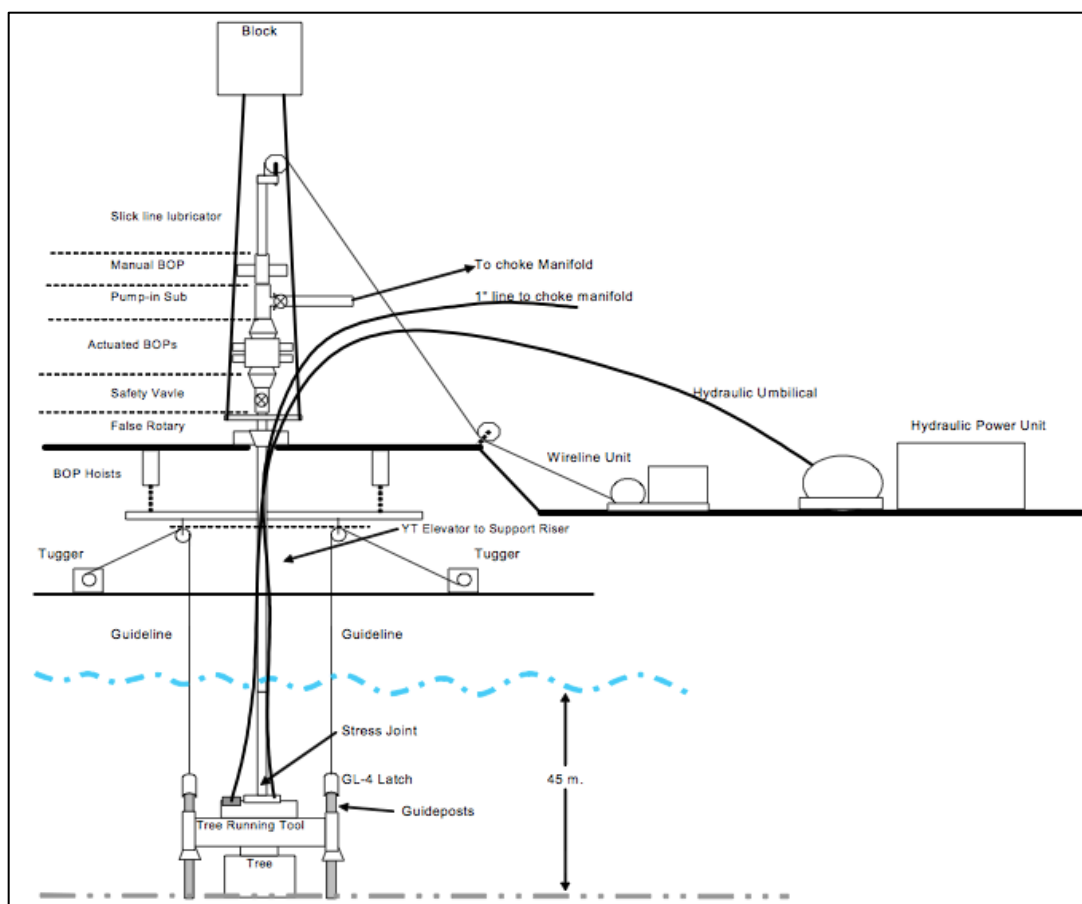 Block
Slick line lubricator
Manual BOP
To choke Manifold
Pump-in Sub
1" line to choke manifold
Actuated BOPs
Safety Vavle
Hydraulic Umbilical
False Rotary
Hydraulic Power Unit
BOP Hoists
Wireline Unit
YT Elevator to Support Riser
Tugger
Tugger
Guideline
Guideline
Stress Joint
GL-4 Latch
45 m.
Guideposts
Tree Running Tool
Tree